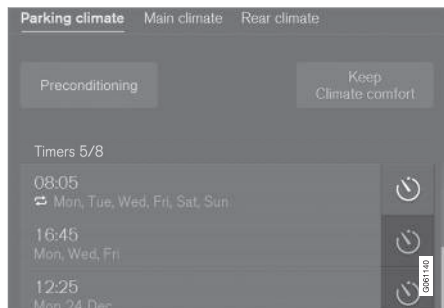 Parking climate Main climate Rear climate
Preconditioning
Keep
Climate comfort
Timers 5/8
08:05
Mon, Tue, Wed, Fri, Sat, Sun
16:45
Mon, Wed, Fri
12:25
Mon 24 Dec
G061140